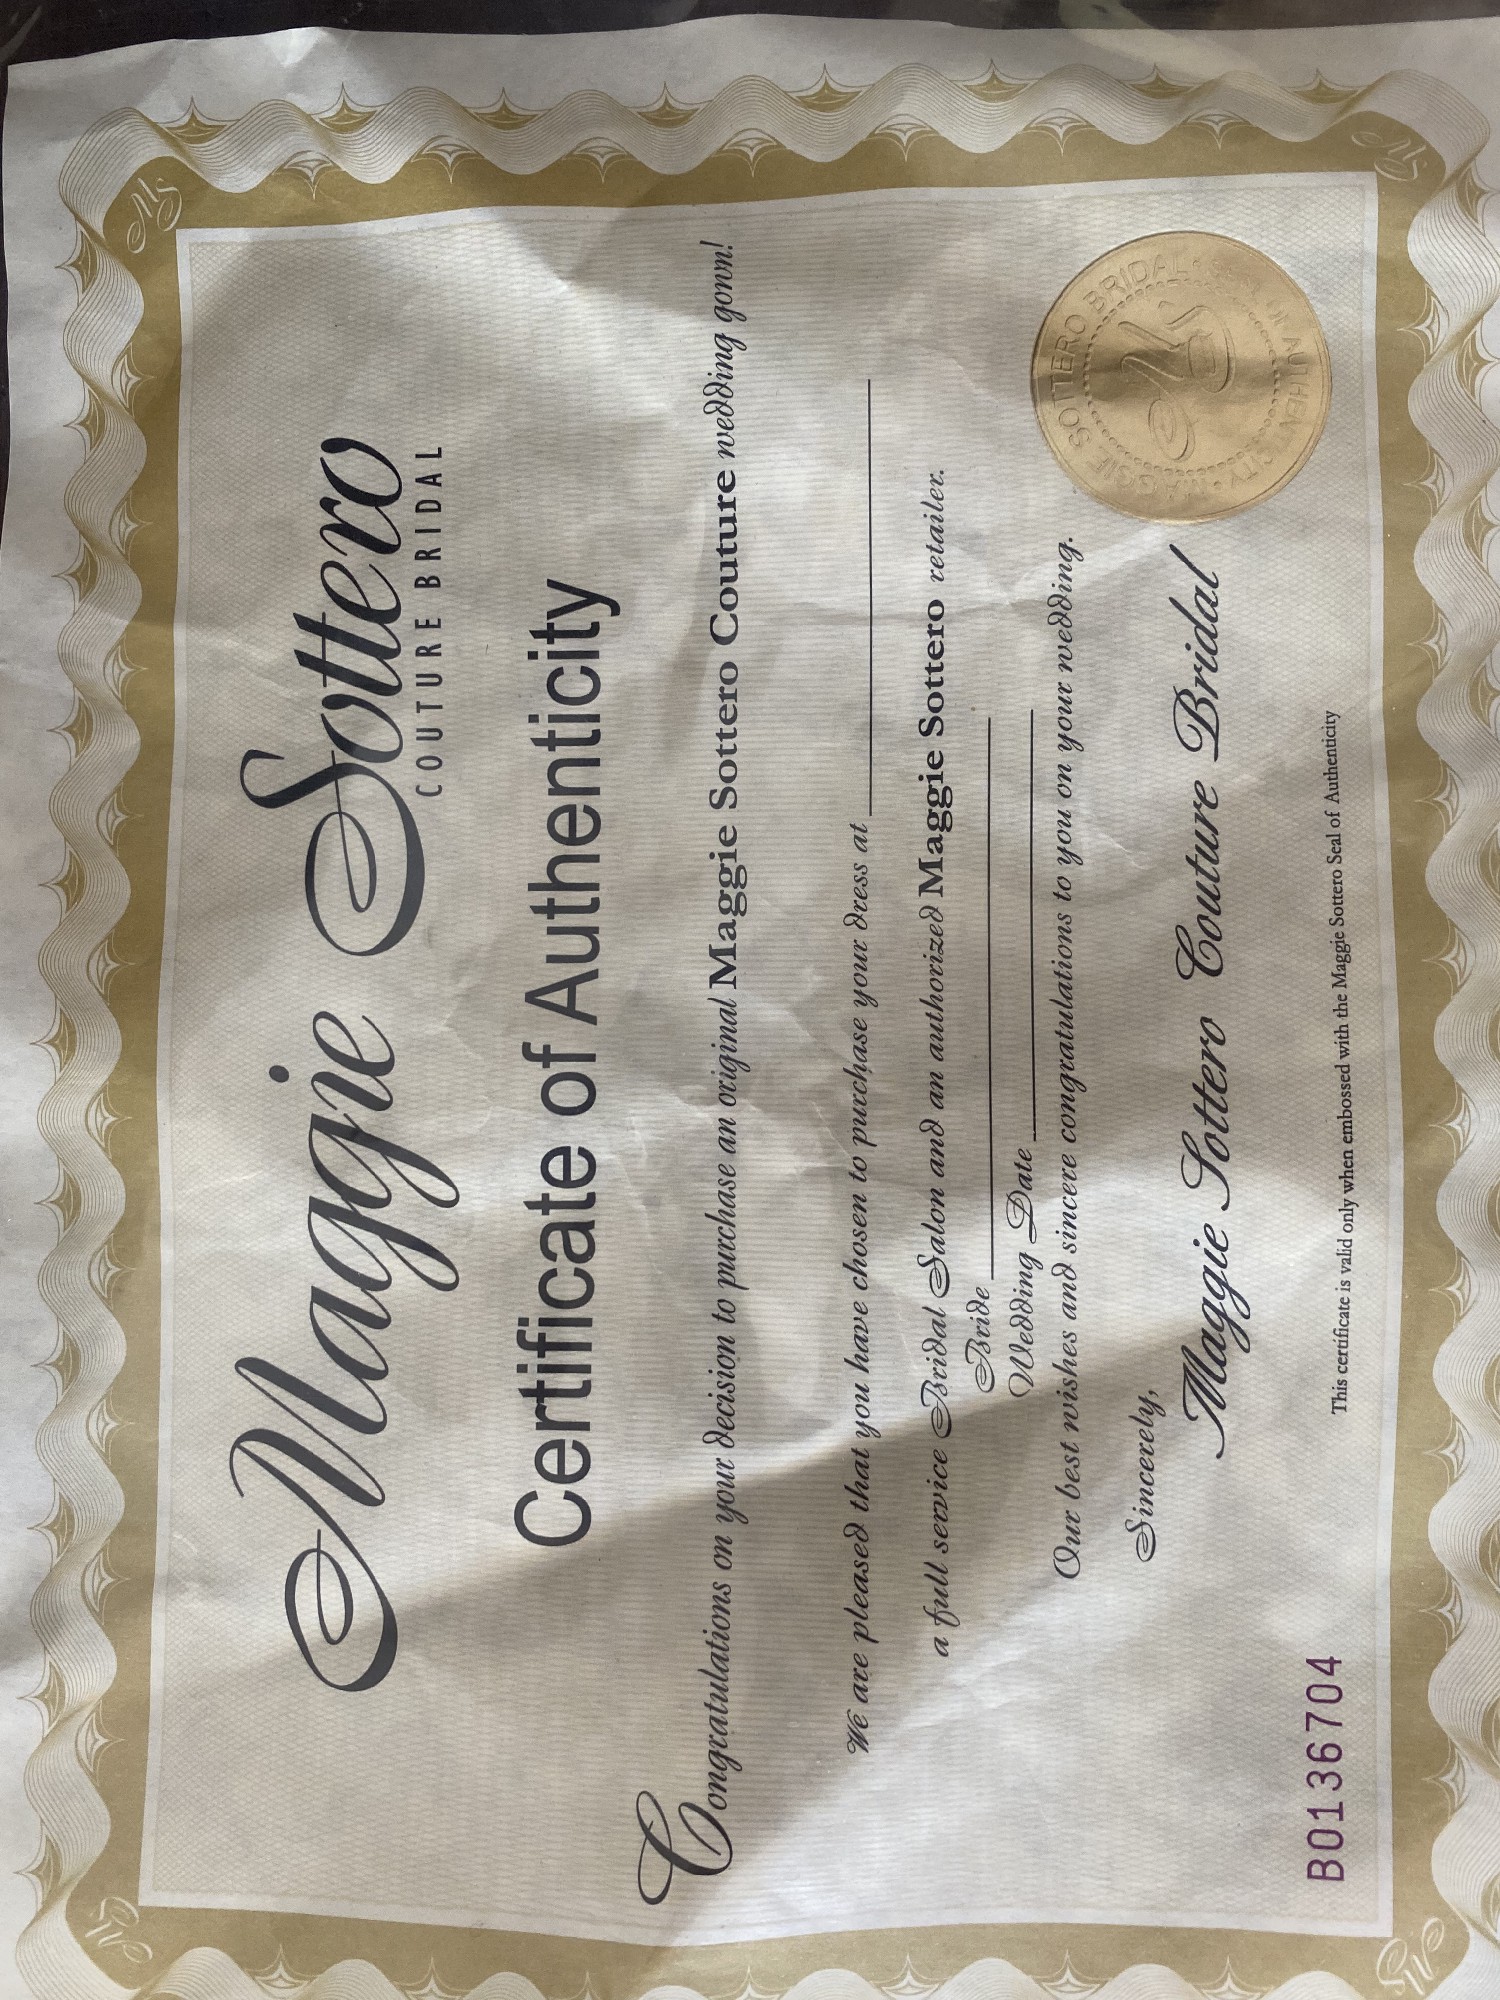 Maggie Sottero
COUTURE BRIDAL
Certificate of Authenticity
Congratulations on your decision to purchase an original Maggie Sottero Couture wedding gown!
We are pleased that you have chosen to purchase your dress at
a full service Bridal Salon and an authorized Maggie Sottero retailer.
Bride
Wedding Date
Our best wishes and sincere congratulations to you on your wedding.
Sincerely,
Maggie Sottero Couture Bridal
MAGGIE SOTTERO BRIDAL · SEAL OF AUTHENTICITY ·
MS
B0136704
This certificate is valid only when embossed with the Maggie Sottero Seal of Authenticity